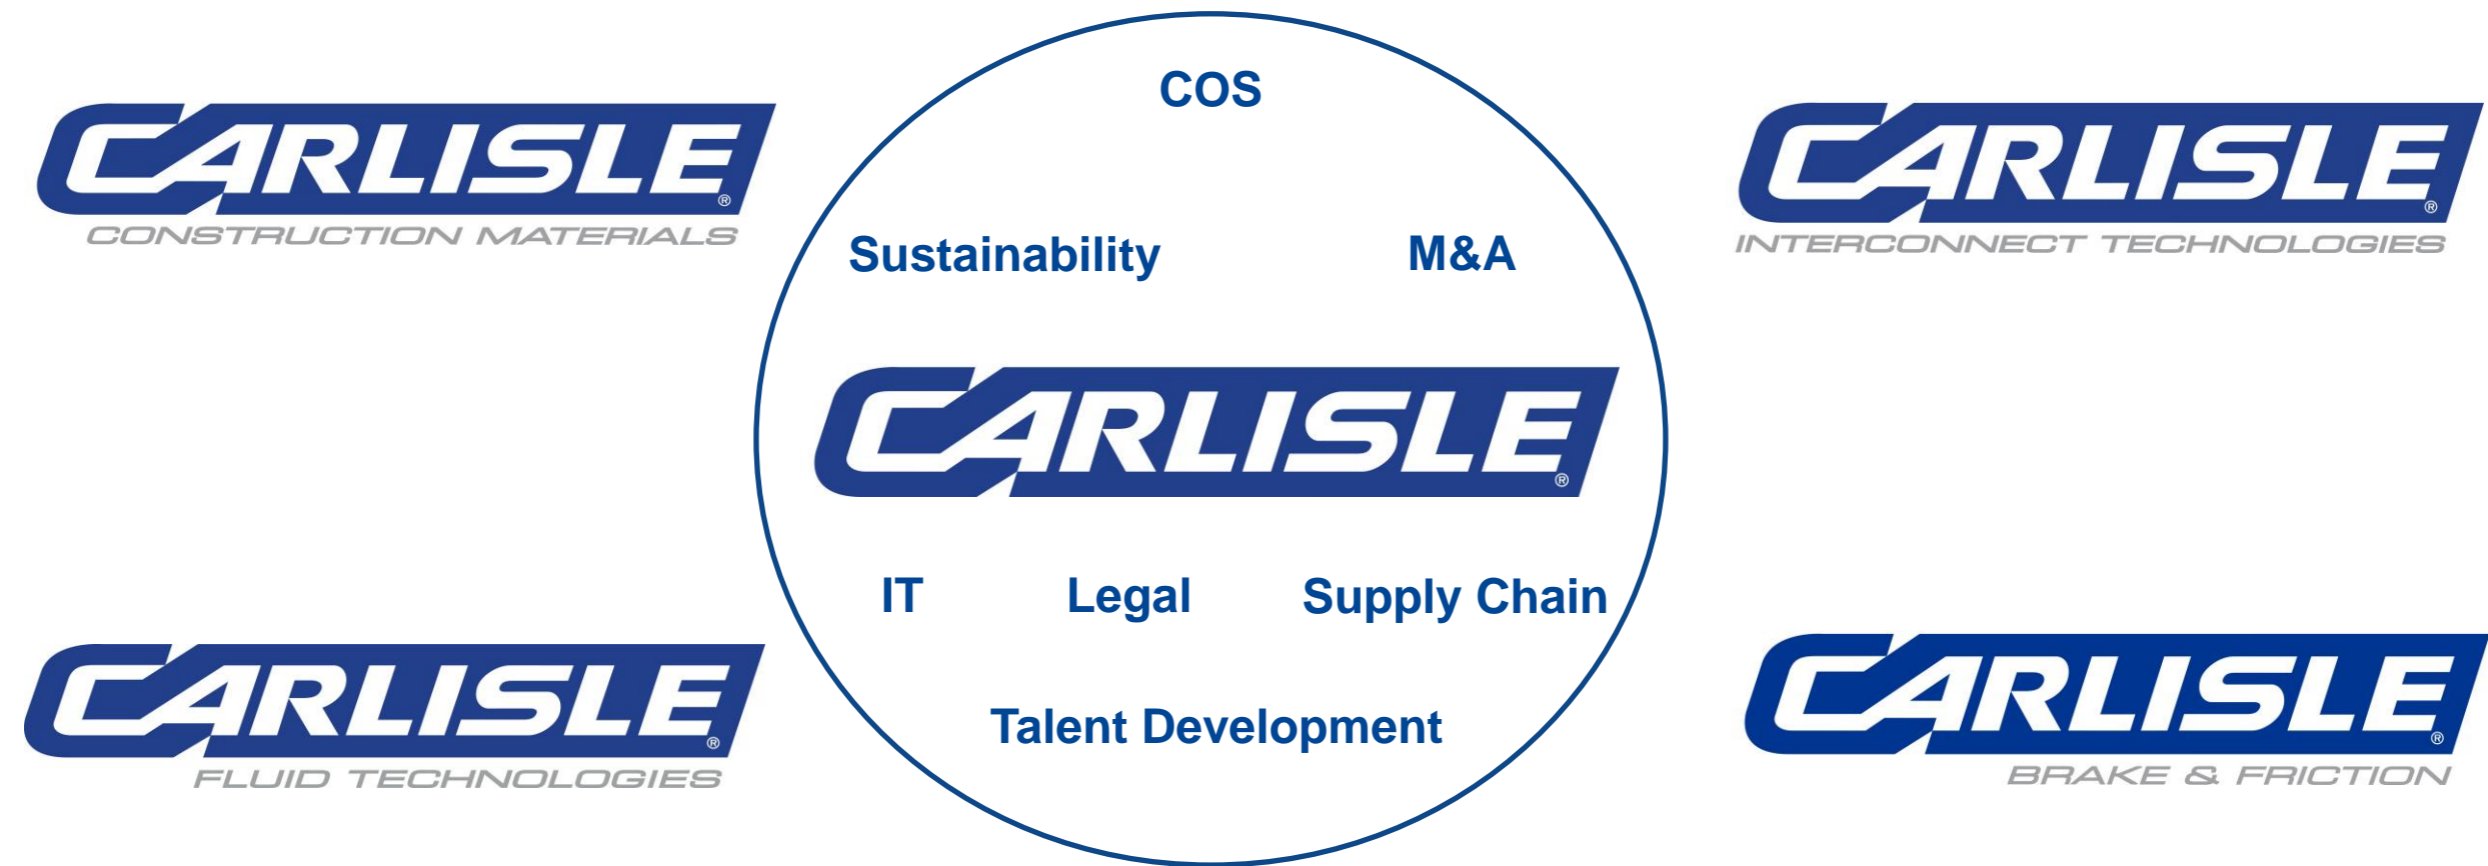 CARLISLE®
CONSTRUCTION MATERIALS
COS
Sustainability
M&A
CARLISLE®
INTERCONNECT TECHNOLOGIES
CARLISLE®
IT
Legal
Supply Chain
Talent Development
CARLISLE®
FLUID TECHNOLOGIES
CARLISLE®
BRAKE & FRICTION